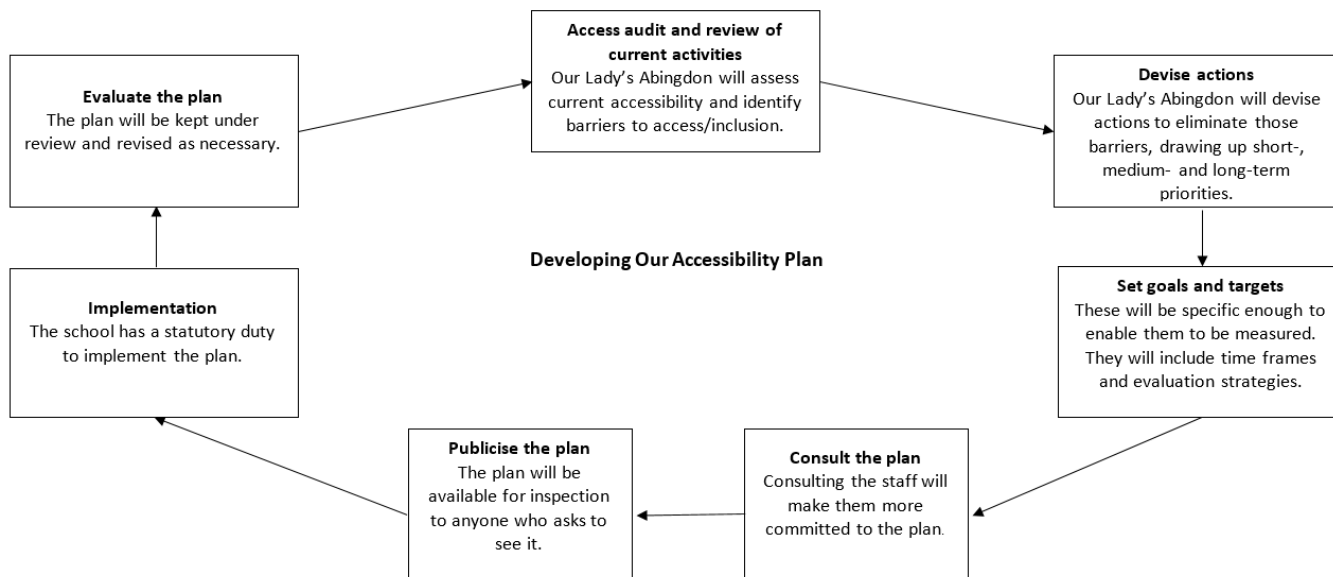 Access audit and review of
current activities
Our Lady's Abingdon will assess
current accessibility and identify
barriers to access/inclusion.
Devise actions
Our Lady's Abingdon will devise
actions to eliminate those
barriers, drawing up short-,
medium- and long-term
priorities.
Set goals and targets
These will be specific enough to
enable them to be measured.
They will include time frames
and evaluation strategies.
Consult the plan
Consulting the staff will
make them more
committed to the plan.
Publicise the plan
The plan will be
available for inspection
to anyone who asks to
see it.
Implementation
The school has a statutory duty
to implement the plan.
Evaluate the plan
The plan will be kept under
review and revised as necessary.
Developing Our Accessibility Plan